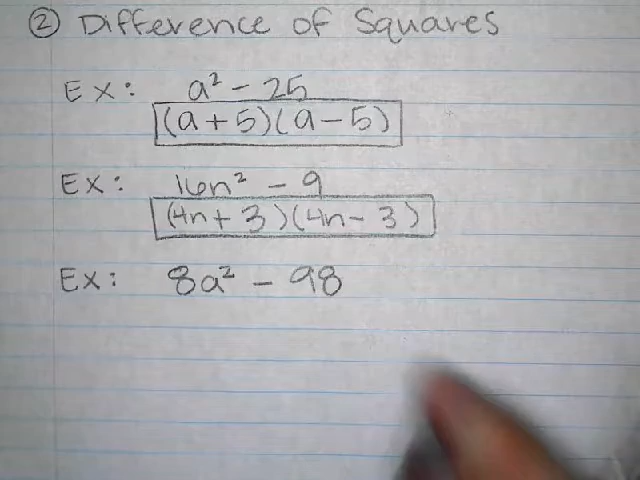 ② Difference of Squares
Ex: a² - 25
(a + 5)(a - 5)
Ex: 16n² - 9
(4n + 3)(4n - 3)
Ex: 8a² - 98